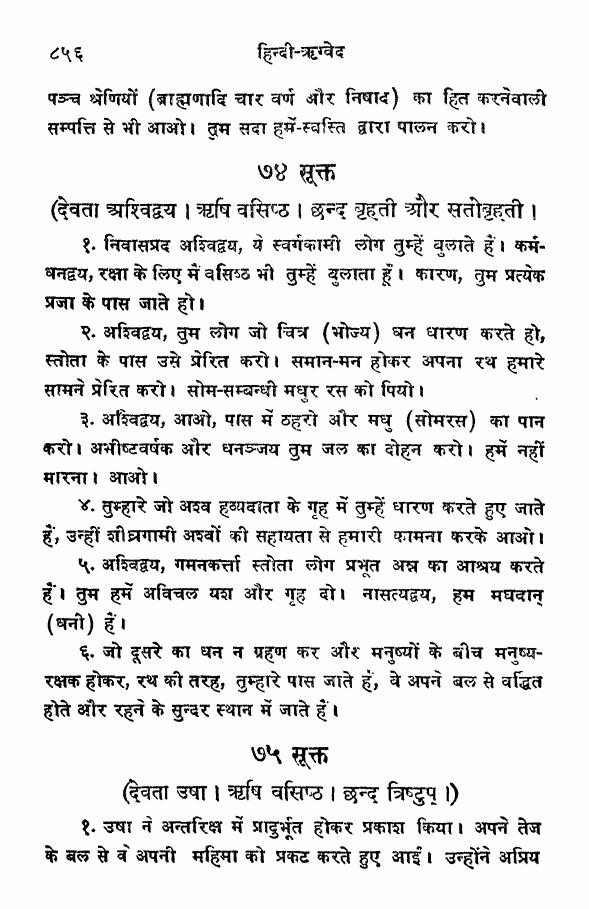 ८५६ हिन्दी-ऋग्वेद
पञ्च श्रेणियों (ब्राह्मणादि चार वर्ण और निषाद) का हित करनेवाली
सम्पत्ति से भी आओ। तुम सदा हमें-स्वस्ति द्वारा पालन करो।
७४ सूक्त
(देवता अश्विद्वय। ऋषि वसिष्ठ। छन्द बृहती और सतोबृहती।
१. निवासप्रद अश्विद्वय, ये स्वर्गकामी लोग तुम्हें बुलाते हैं। कर्म-
धनद्वय, रक्षा के लिए मैं वसिष्ठ भी तुम्हें बुलाता हूँ। कारण, तुम प्रत्येक
प्रजा के पास जाते हो।
२. अश्विद्वय, तुम लोग जो चित्र (भोज्य) धन धारण करते हो,
स्तोता के पास उसे प्रेरित करो। समान-मन होकर अपना रथ हमारे
सामने प्रेरित करो। सोम-सम्बन्धी मधुर रस को पियो।
३. अश्विद्वय, आओ, पास में ठहरो और मधु (सोमरस) का पान
करो। अभीष्टवर्षक और धनञ्जय तुम जल का दोहन करो। हमें नहीं
मारना। आओ।
४. तुम्हारे जो अश्व हव्यदाता के गृह में तुम्हें धारण करते हुए जाते
हैं, उन्हीं शीघ्रगामी अश्वों की सहायता से हमारी कामना करके आओ।
५. अश्विद्वय, गमनकर्त्ता स्तोता लोग प्रभूत अन्न का आश्रय करते
हैं। तुम हमें अविचल यश और गृह दो। नासत्यद्वय, हम मघवान्
(धनी) हैं।
६. जो दूसरे का धन न ग्रहण कर और मनुष्यों के बीच मनुष्य-
रक्षक होकर, रथ की तरह, तुम्हारे पास जाते हैं, वे अपने बल से वर्द्धित
होते और रहने के सुन्दर स्थान में जाते हैं।
७५ सूक्त
(देवता उषा। ऋषि वसिष्ठ। छन्द त्रिष्टुप्।)
१. उषा ने अन्तरिक्ष में प्रादुर्भूत होकर प्रकाश किया। अपने तेज
के बल से वे अपनी महिमा को प्रकट करते हुए आईं। उन्होंने अप्रिय